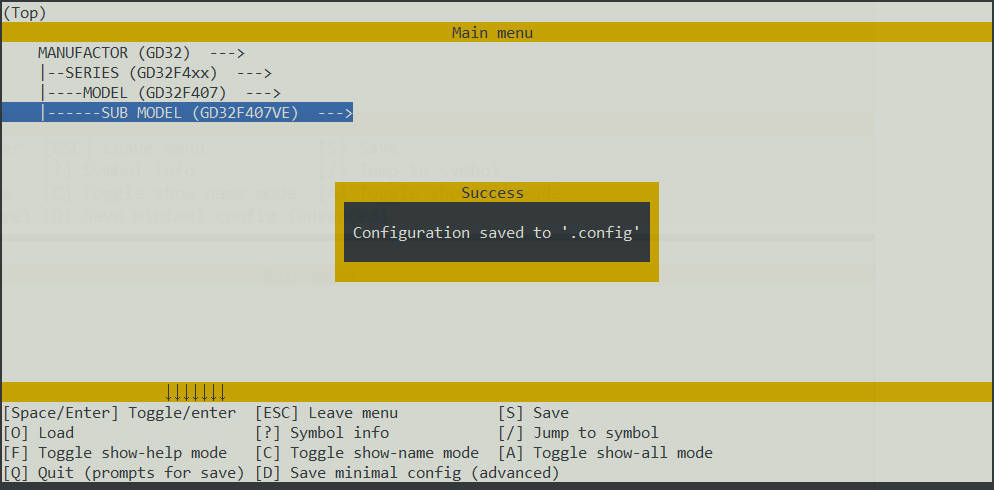 (Top)
Main menu
MANUFACTOR (GD32)  --->
|--SERIES (GD32F4xx)  --->
|----MODEL (GD32F407)  --->
|------SUB MODEL (GD32F407VE)  --->
Success
Configuration saved to '.config'
↓↓↓↓↓↓↓
[Space/Enter] Toggle/enter  [ESC] Leave menu  [S] Save
[O] Load  [?] Symbol info  [/] Jump to symbol
[F] Toggle show-help mode  [C] Toggle show-name mode  [A] Toggle show-all mode
[Q] Quit (prompts for save)  [D] Save minimal config (advanced)